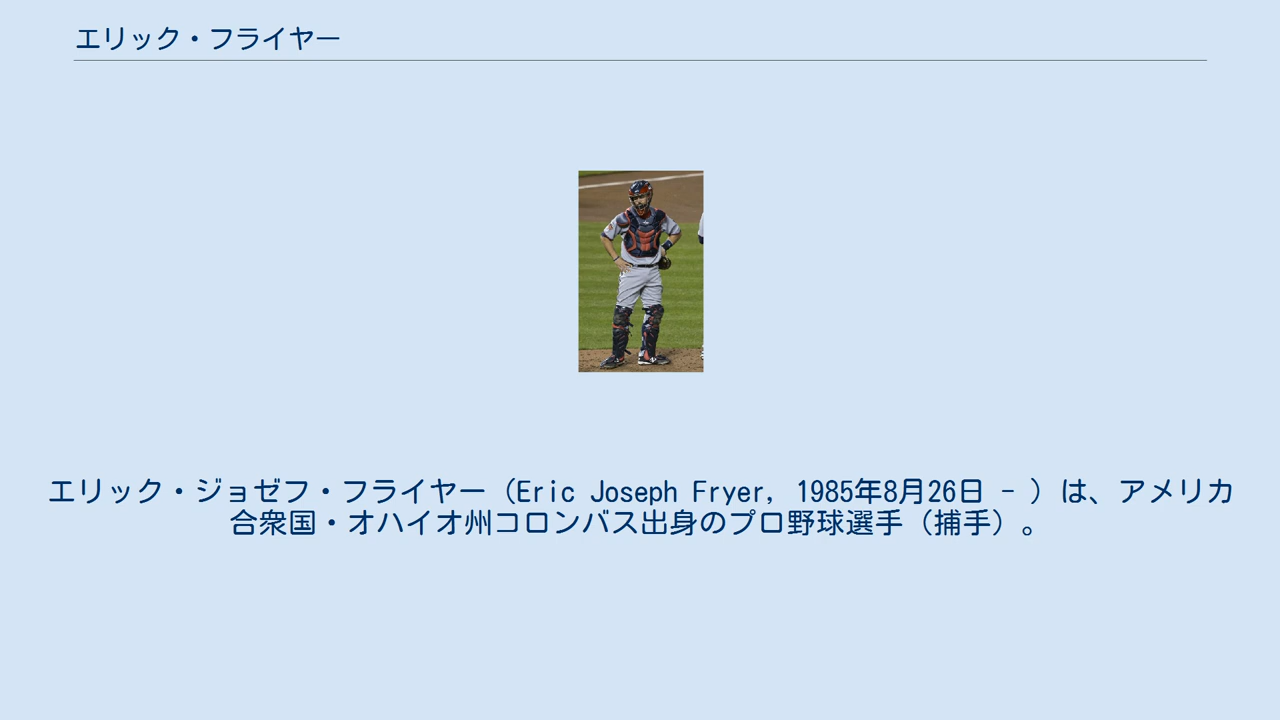 エリック・フライヤー
エリック・ジョゼフ・フライヤー（Eric Joseph Fryer, 1985年8月26日 - ）は、アメリカ
合衆国・オハイオ州コロンバス出身のプロ野球選手（捕手）。